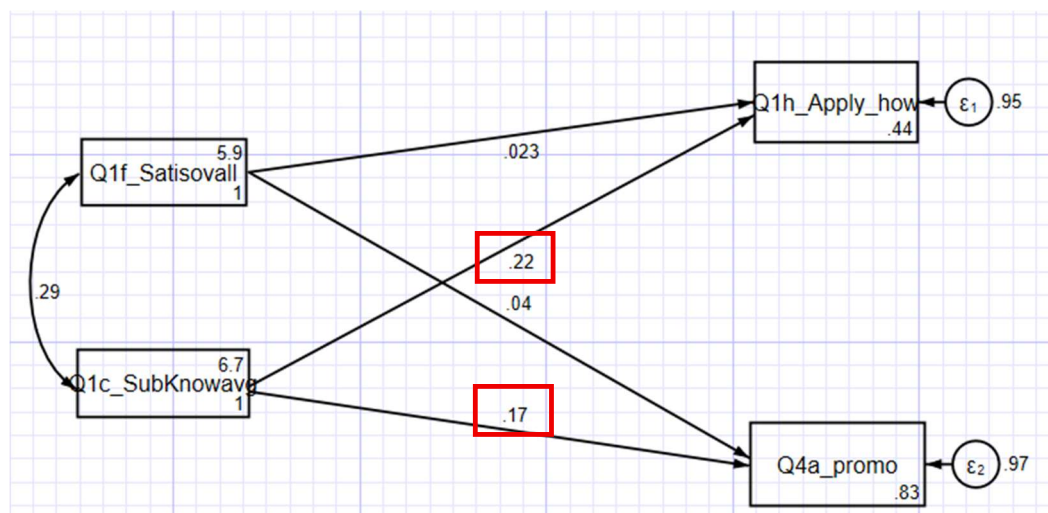 Q1h_Apply_how
.44
ε1
.95
5.9
Q1f_Satisovall
1
.023
.22
.29
.04
6.7
Q1c_SubKnowavg
1
.17
Q4a_promo
.83
ε2
.97